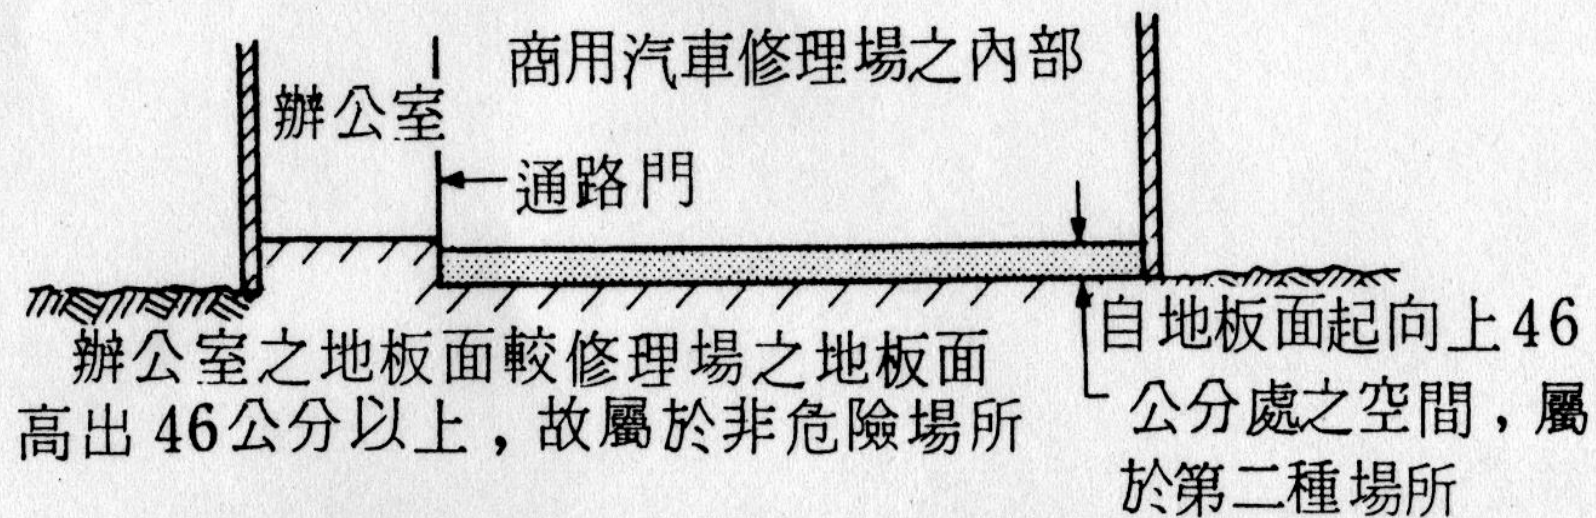 商用汽車修理場之內部
辦公室
通路門
辦公室之地板面較修理場之地板面
高出46公分以上，故屬於非危險場所
自地板面起向上46
公分處之空間，屬
於第二種場所